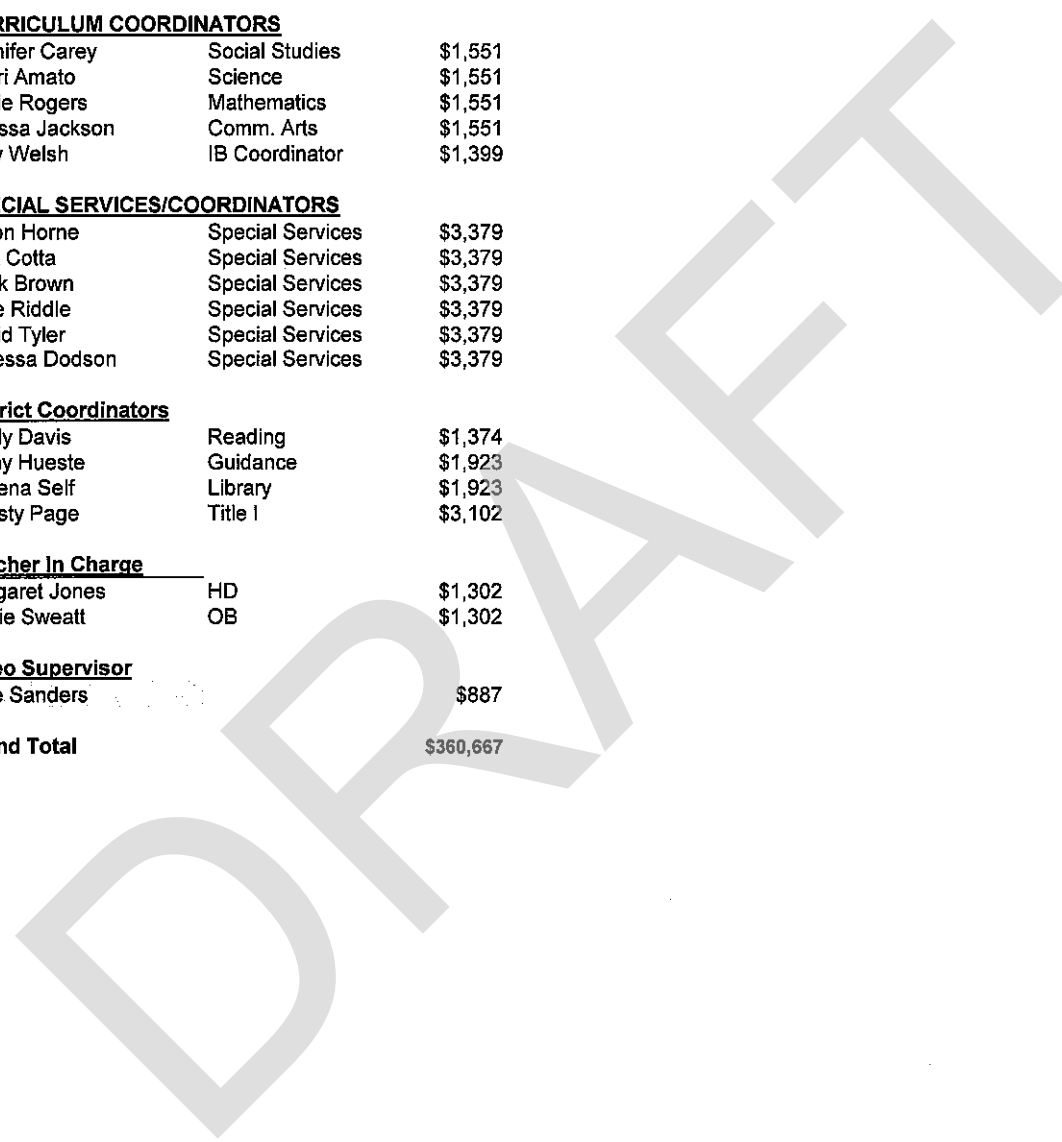 RRICULUM COORDINATORS
nifer Carey Social Studies $1,551
ri Amato Science $1,551
ie Rogers Mathematics $1,551
ssa Jackson Comm. Arts $1,551
y Welsh IB Coordinator $1,399
CIAL SERVICES/COORDINATORS
on Horne Special Services $3,379
Cotta Special Services $3,379
k Brown Special Services $3,379
e Riddle Special Services $3,379
id Tyler Special Services $3,379
essa Dodson Special Services $3,379
trict Coordinators
ly Davis Reading $1,374
ny Hueste Guidance $1,923
ena Self Library $1,923
sty Page Title I $3,102
cher In Charge
garet Jones HD $1,302
ie Sweatt OB $1,302
eo Supervisor
e Sanders $887
nd Total $360,667
DRAFT